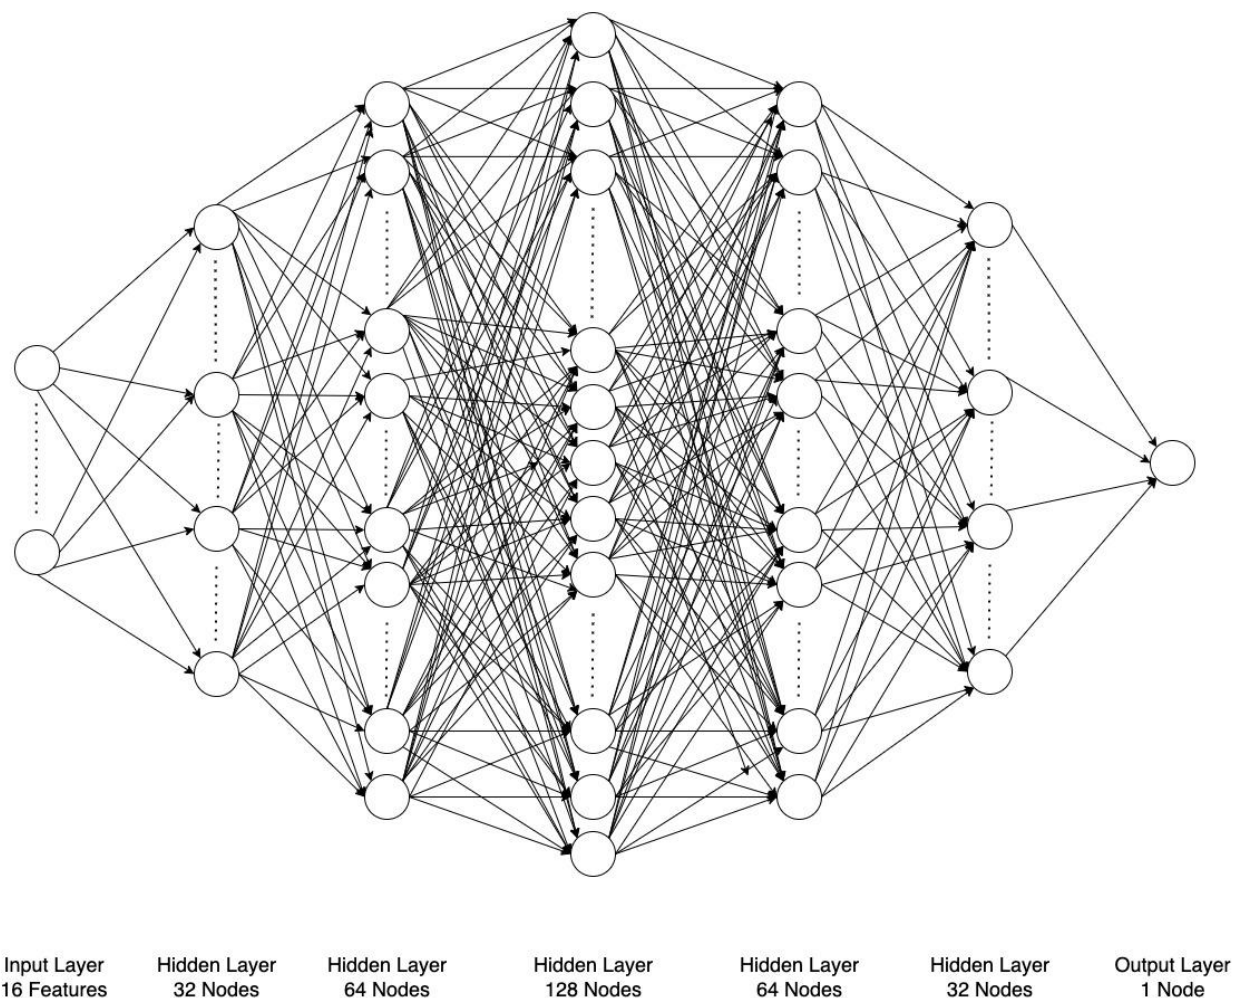 Input Layer
16 Features
Hidden Layer
32 Nodes
Hidden Layer
64 Nodes
Hidden Layer
128 Nodes
Hidden Layer
64 Nodes
Hidden Layer
32 Nodes
Output Layer
1 Node